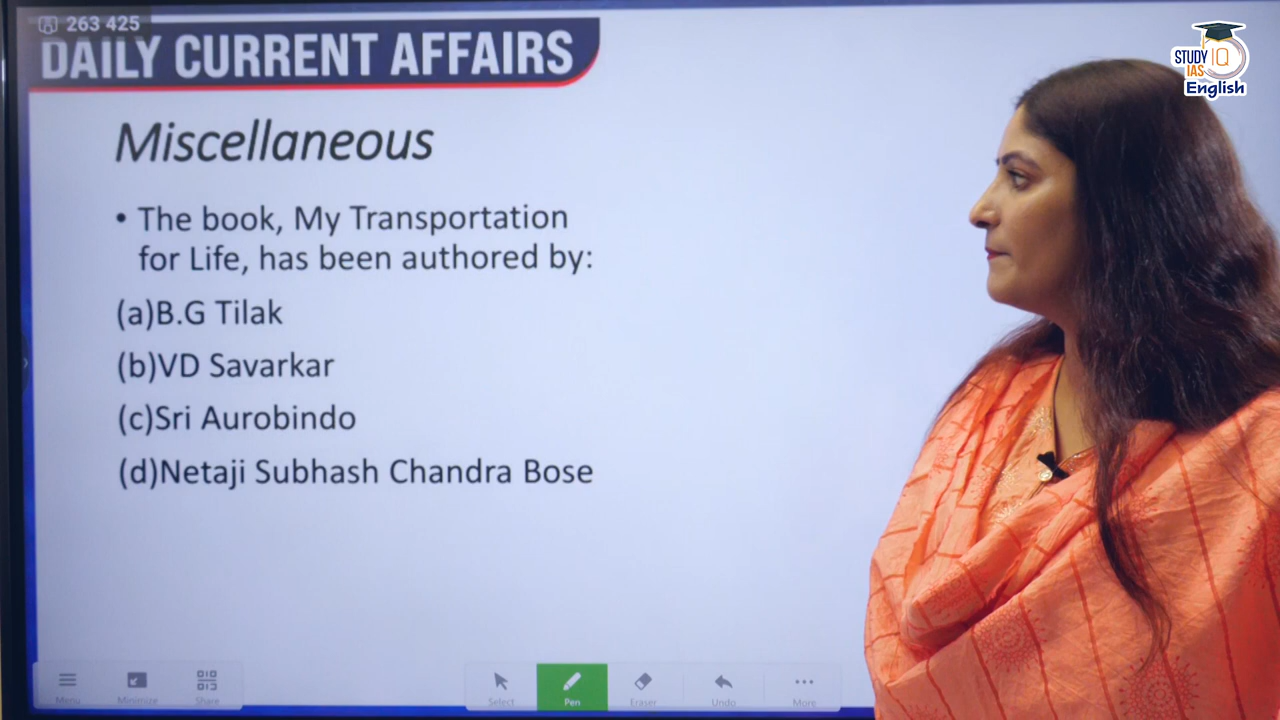 263 425
DAILY CURRENT AFFAIRS
STUDY IQ
IAS
English
Miscellaneous
• The book, My Transportation
for Life, has been authored by:
(a)B.G Tilak
(b)VD Savarkar
(c)Sri Aurobindo
(d)Netaji Subhash Chandra Bose
Menu Minimize Share Select Pen Eraser Undo More